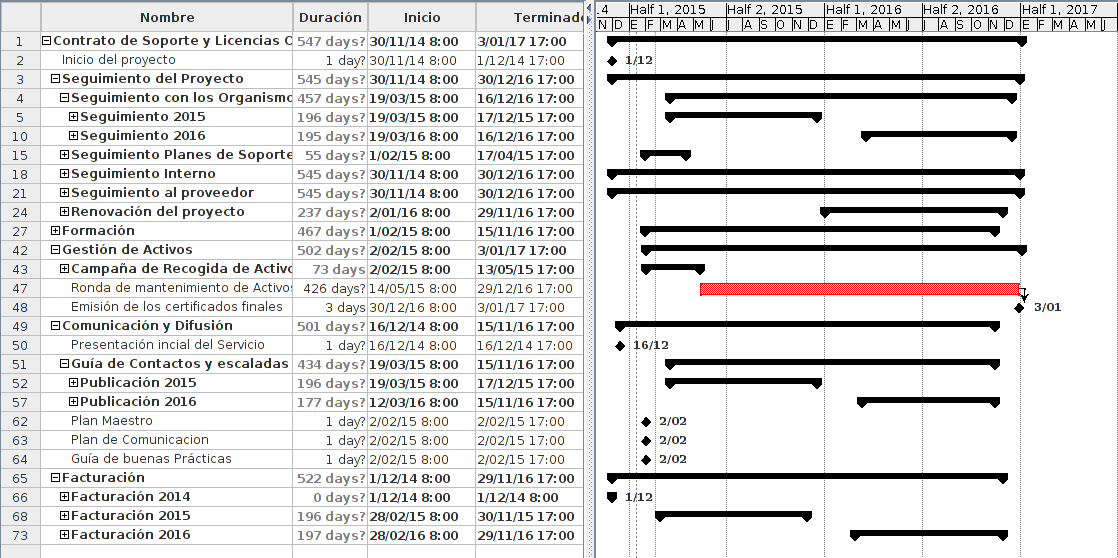 Nombre Duración Inicio Terminado .4 Half 1, 2015 Half 2, 2015 Half 1, 2016 Half 2, 2016 Half 1, 2017
N D E F M A M J J A S O N D E F M A M J J A S O N D E F M A M J
1 Contrato de Soporte y Licencias C 547 days? 30/11/14 8:00 3/01/17 17:00
2 Inicio del proyecto 1 day? 30/11/14 8:00 1/12/14 17:00 1/12
3 Seguimiento del Proyecto 545 days? 30/11/14 8:00 30/12/16 17:00
4 Seguimiento con los Organismo 457 days? 19/03/15 8:00 16/12/16 17:00
5 Seguimiento 2015 196 days? 19/03/15 8:00 17/12/15 17:00
10 Seguimiento 2016 195 days? 19/03/16 8:00 16/12/16 17:00
15 Seguimiento Planes de Soporte 55 days? 1/02/15 8:00 17/04/15 17:00
18 Seguimiento Interno 545 days? 30/11/14 8:00 30/12/16 17:00
21 Seguimiento al proveedor 545 days? 30/11/14 8:00 30/12/16 17:00
24 Renovación del proyecto 237 days? 2/01/16 8:00 29/11/16 17:00
27 Formación 467 days? 1/02/15 8:00 15/11/16 17:00
42 Gestión de Activos 502 days? 2/02/15 8:00 3/01/17 17:00
43 Campaña de Recogida de Activo 73 days 2/02/15 8:00 13/05/15 17:00
47 Ronda de mantenimiento de Activos 426 days? 14/05/15 8:00 29/12/16 17:00
48 Emisión de los certificados finales 3 days 30/12/16 8:00 3/01/17 17:00 3/01
49 Comunicación y Difusión 501 days? 16/12/14 8:00 15/11/16 17:00
50 Presentación incial del Servicio 1 day? 16/12/14 8:00 16/12/14 17:00 16/12
51 Guía de Contactos y escaladas 434 days? 19/03/15 8:00 15/11/16 17:00
52 Publicación 2015 196 days? 19/03/15 8:00 17/12/15 17:00
57 Publicación 2016 177 days? 12/03/16 8:00 15/11/16 17:00
62 Plan Maestro 1 day? 2/02/15 8:00 2/02/15 17:00 2/02
63 Plan de Comunicacion 1 day? 2/02/15 8:00 2/02/15 17:00 2/02
64 Guía de buenas Prácticas 1 day? 2/02/15 8:00 2/02/15 17:00 2/02
65 Facturación 522 days? 1/12/14 8:00 29/11/16 17:00
66 Facturación 2014 0 days? 1/12/14 8:00 1/12/14 8:00 1/12
68 Facturación 2015 196 days? 28/02/15 8:00 30/11/15 17:00
73 Facturación 2016 197 days? 28/02/16 8:00 29/11/16 17:00